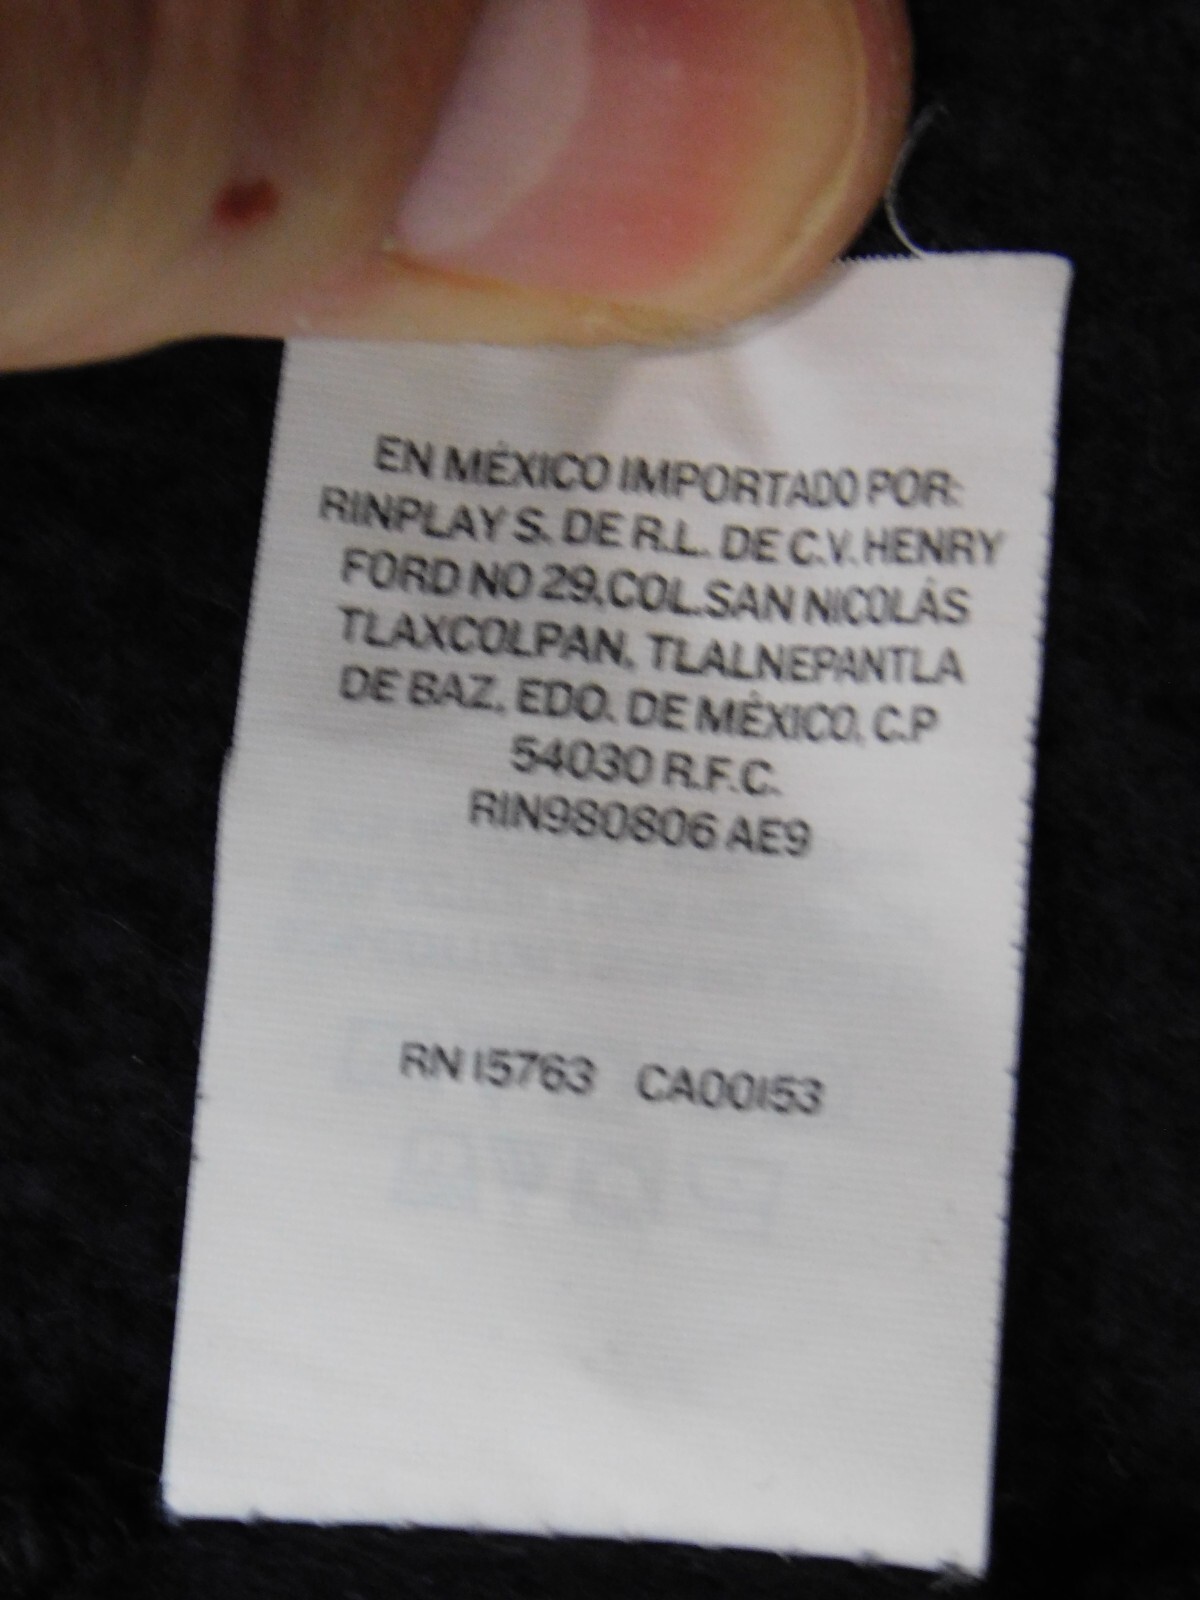 EN MÉXICO IMPORTADO POR:
RINPLAY S. DE R.L. DE C.V. HENRY
FORD NO 29,COL.SAN NICOLÁS
TLAXCOLPAN, TLALNEPANTLA
DE BAZ, EDO. DE MÉXICO, C.P
54030 R.F.C.
RIN980806 AE9
RN 15763 CA00153